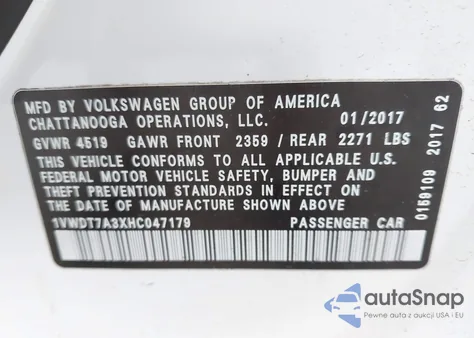 MFD BY VOLKSWAGEN GROUP OF AMERICA
CHATTANOOGA OPERATIONS, LLC. 01/2017
GVWR 4519 GAWR FRONT 2359 / REAR 2271 LBS
THIS VEHICLE CONFORMS TO ALL APPLICABLE U.S.
FEDERAL MOTOR VEHICLE SAFETY, BUMPER AND
THEFT PREVENTION STANDARDS IN EFFECT ON
THE DATE OF MANUFACTURE SHOWN ABOVE.
1VWDT7A3XHC047179 PASSENGER CAR
0158109 2017 62
autoSnap
Pewne auta z aukcji USA i EU